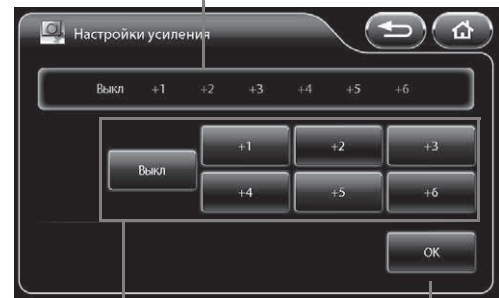 Настройки усиления
Выкл +1 +2 +3 +4 +5 +6
+1 +2 +3
Выкл
+4 +5 +6
OK